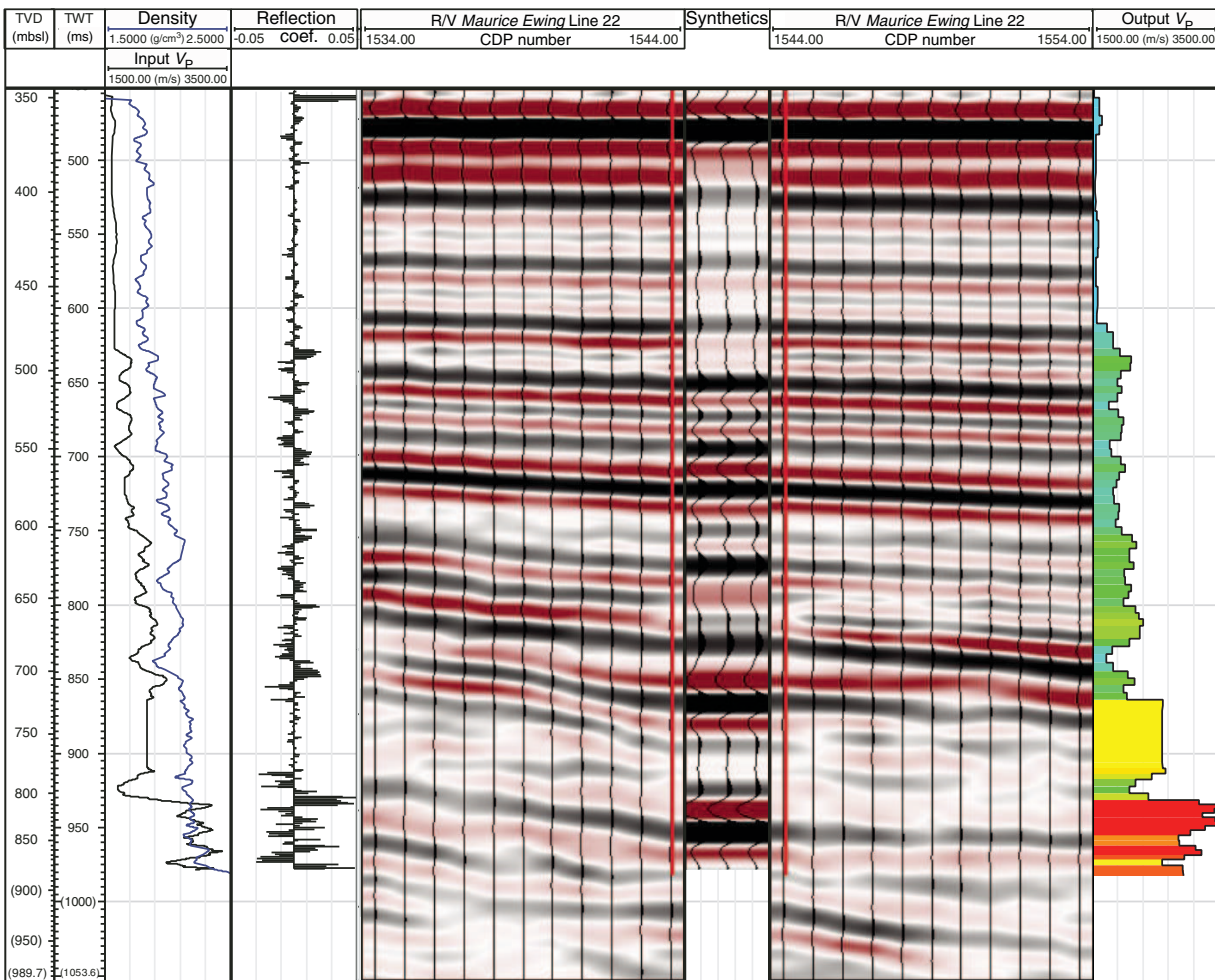 TVD
(mbsl)
TWT
(ms)
Density
1.5000 (g/cm³) 2.5000
Input VP
1500.00 (m/s) 3500.00
Reflection
coef.
-0.05 0.05
R/V Maurice Ewing Line 22
1534.00 CDP number 1544.00
Synthetics
R/V Maurice Ewing Line 22
1544.00 CDP number 1554.00
Output VP
1500.00 (m/s) 3500.00
350
400
450
500
550
600
650
700
750
800
850
(900)
(950)
(989.7)
500
550
600
650
700
750
800
850
900
950
(1000)
(1053.6)